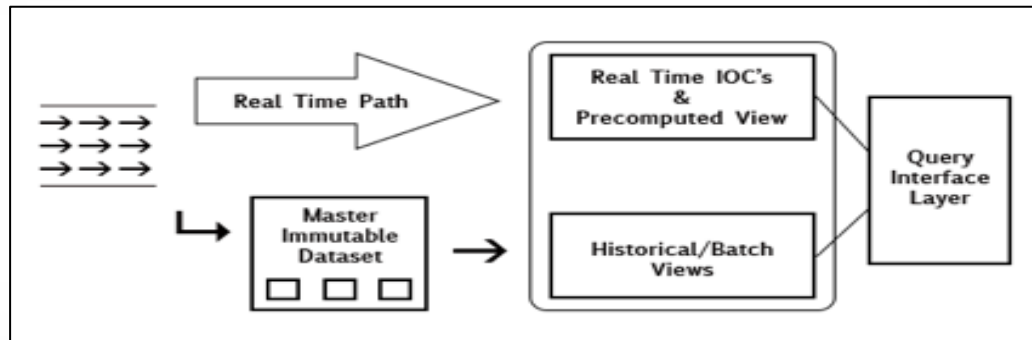 Real Time Path
Real Time IOC's
&
Precomputed View
Query
Interface
Layer
Master
Immutable
Dataset
Historical/Batch
Views